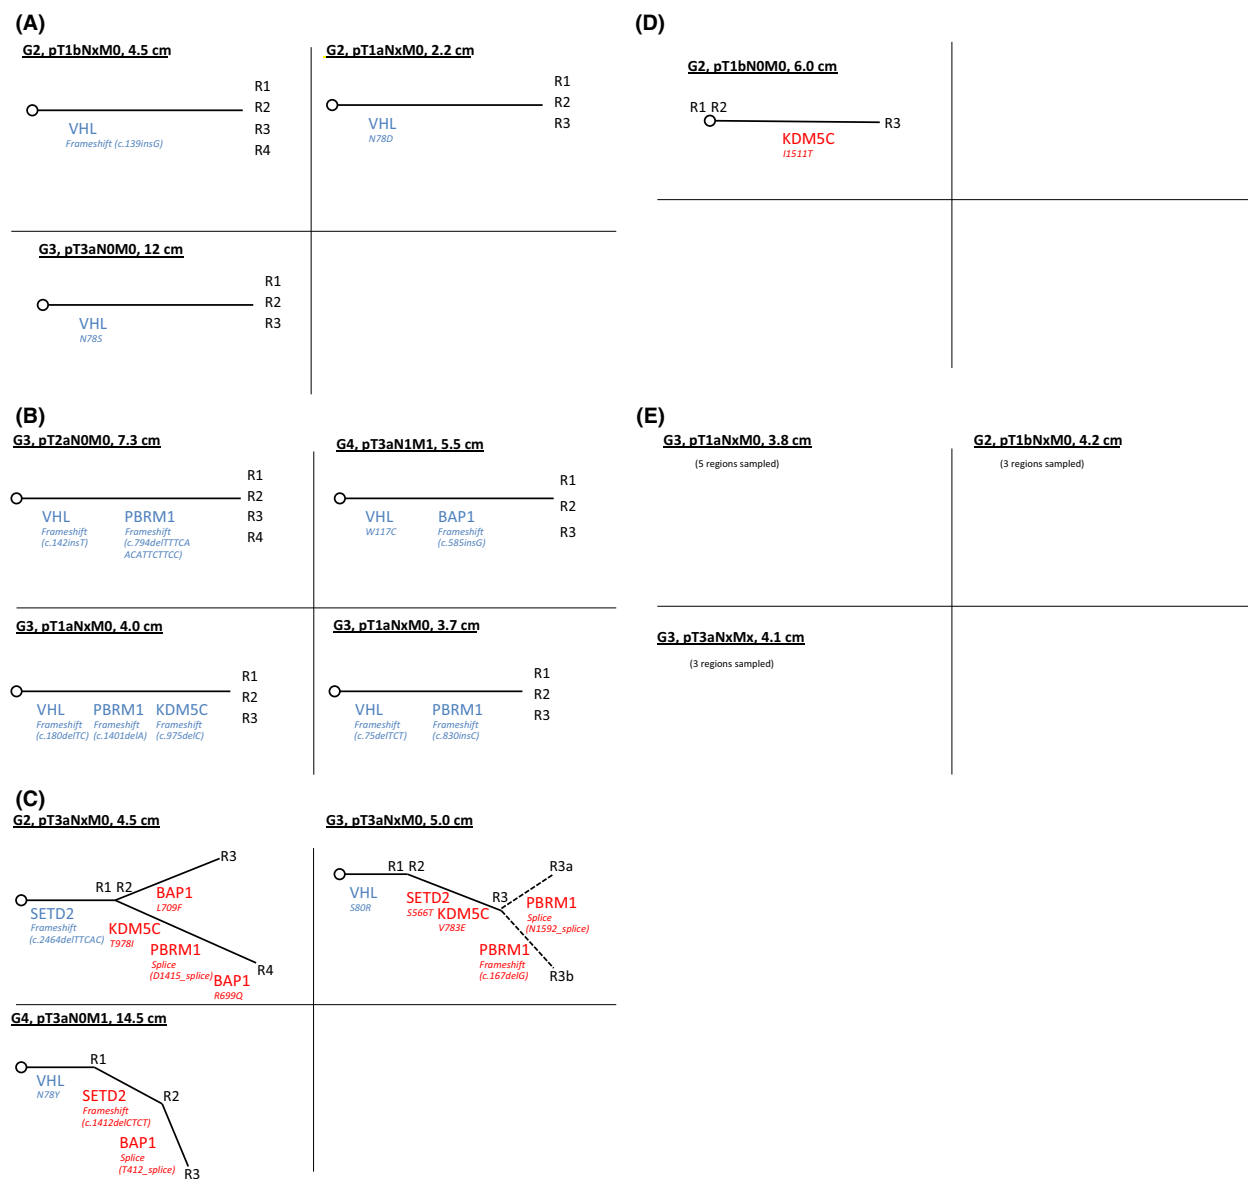 (A)
G2, pT1bNxM0, 4.5 cm
R1
R2
R3
R4
VHL
Frameshift (c.139insG)
G2, pT1aNxM0, 2.2 cm
R1
R2
R3
VHL
N78D
G3, pT3aN0M0, 12 cm
R1
R2
R3
VHL
N78S
(B)
G3, pT2aN0M0, 7.3 cm
R1
R2
R3
R4
VHL
Frameshift
(c.142insT)
PBRM1
Frameshift
(c.794delTTTCA
ACATTCTTCC)
G4, pT3aN1M1, 5.5 cm
R1
R2
R3
VHL
W117C
BAP1
Frameshift
(c.585insG)
G3, pT1aNxM0, 4.0 cm
R1
R2
R3
VHL
Frameshift
(c.180delTC)
PBRM1
Frameshift
(c.1401delA)
KDM5C
Frameshift
(c.975delC)
G3, pT1aNxM0, 3.7 cm
R1
R2
R3
VHL
Frameshift
(c.75delTCT)
PBRM1
Frameshift
(c.830insC)
(C)
G2, pT3aNxM0, 4.5 cm
R3
R1 R2
BAP1
L709F
SETD2
Frameshift
(c.2464delTTCAC)
KDM5C
T978I
PBRM1
Splice
(D1415_splice)
R4
BAP1
R699Q
G3, pT3aNxM0, 5.0 cm
R1 R2
R3a
VHL
S80R
SETD2
S566T
KDM5C
V783E
R3
PBRM1
Splice
(N1592_splice)
PBRM1
Frameshift
(c.167delG)
R3b
G4, pT3aN0M1, 14.5 cm
R1
VHL
N78Y
SETD2
Frameshift
(c.1412delCTCT)
R2
BAP1
Splice
(T412_splice)
R3
(D)
G2, pT1bN0M0, 6.0 cm
R1 R2
R3
KDM5C
I1511T
(E)
G3, pT1aNxM0, 3.8 cm
(5 regions sampled)
G2, pT1bNxM0, 4.2 cm
(3 regions sampled)
G3, pT3aNxMx, 4.1 cm
(3 regions sampled)